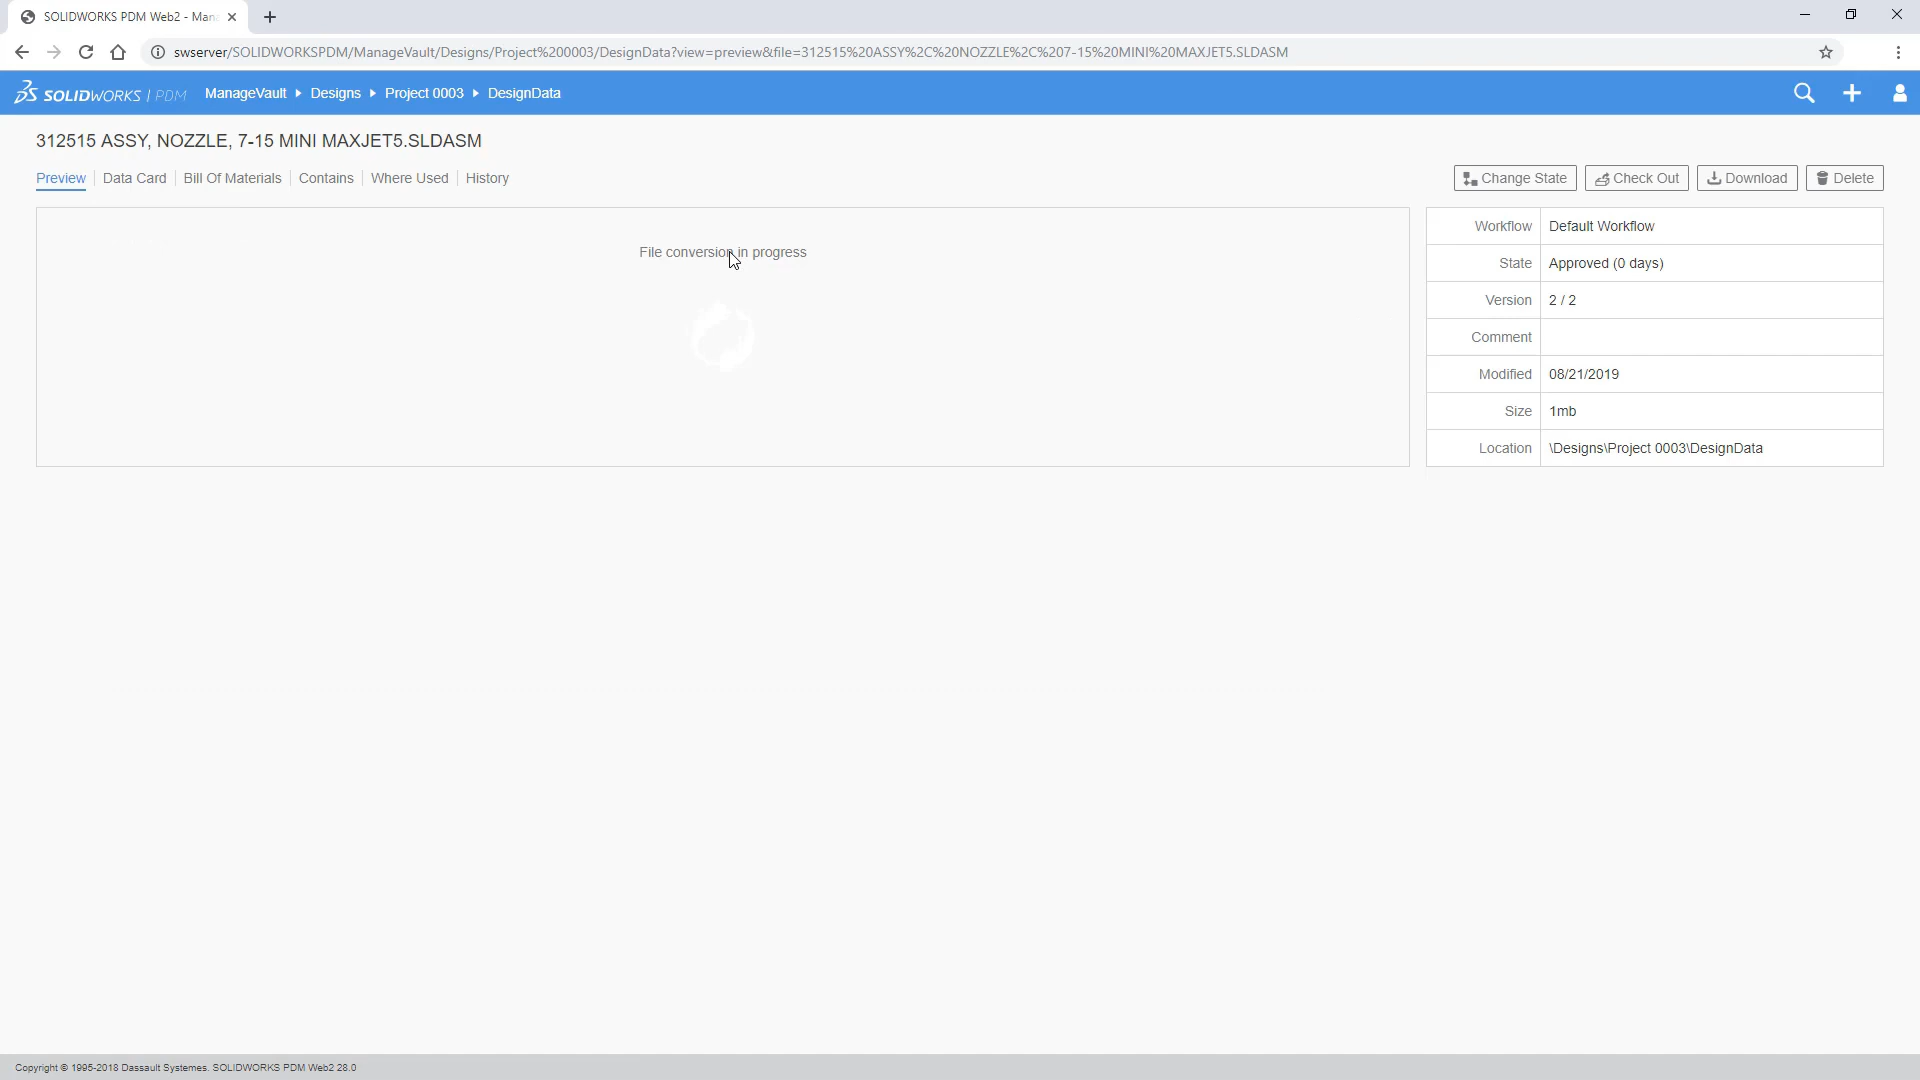 SOLIDWORKS PDM Web2 - Man
swserver/SOLIDWORKSPDM/ManageVault/Designs/Project%200003/DesignData?view=preview&file=312515%20ASSY%2C%20NOZZLE%2C%207-15%20MINI%20MAXJET5.SLDASM
SOLIDWORKS | PDM ManageVault Designs Project 0003 DesignData
312515 ASSY, NOZZLE, 7-15 MINI MAXJET5.SLDASM
Preview Data Card Bill Of Materials Contains Where Used History Change State Check Out Download Delete
File conversion in progress
Workflow Default Workflow
State Approved (0 days)
Version 2 / 2
Comment
Modified 08/21/2019
Size 1mb
Location \Designs\Project 0003\DesignData
Copyright © 1995-2018 Dassault Systemes. SOLIDWORKS PDM Web2 28.0